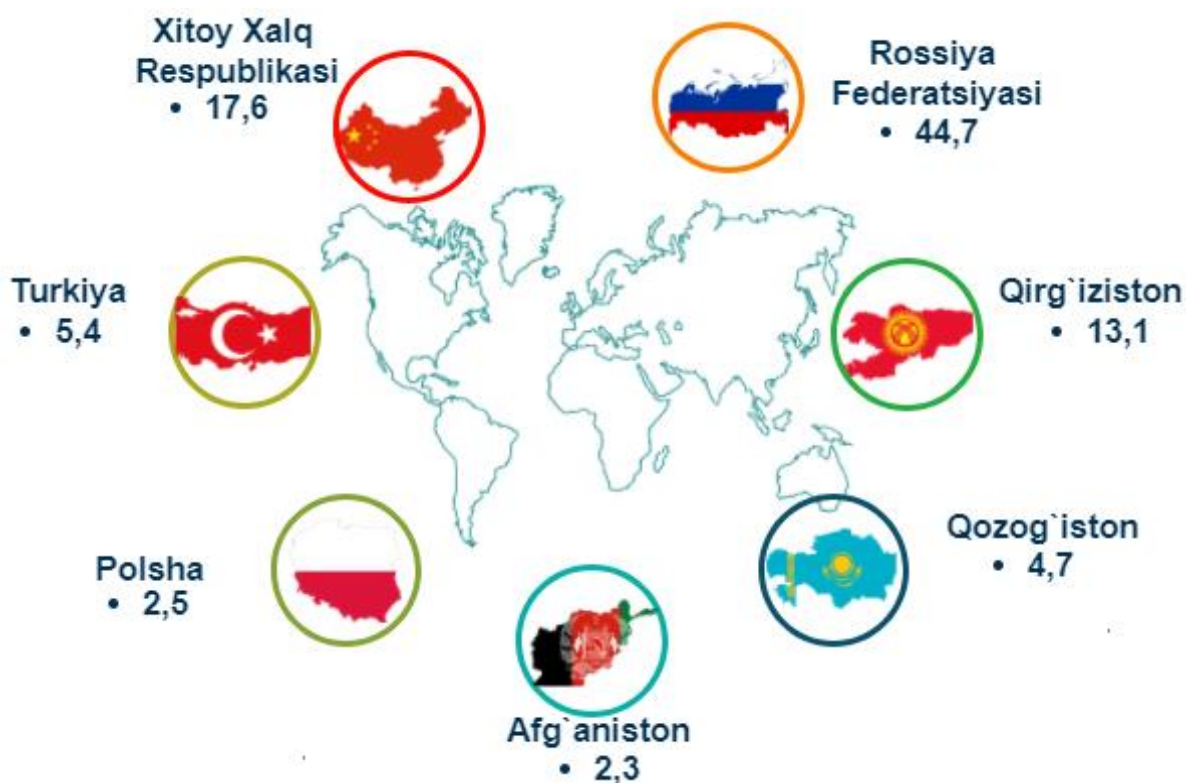 Xitoy Xalq
Respublikasi
• 17,6
Rossiya
Federatsiyasi
• 44,7
Turkiya
• 5,4
Qirg`iziston
• 13,1
Polsha
• 2,5
Qozog`iston
• 4,7
Afg`aniston
• 2,3